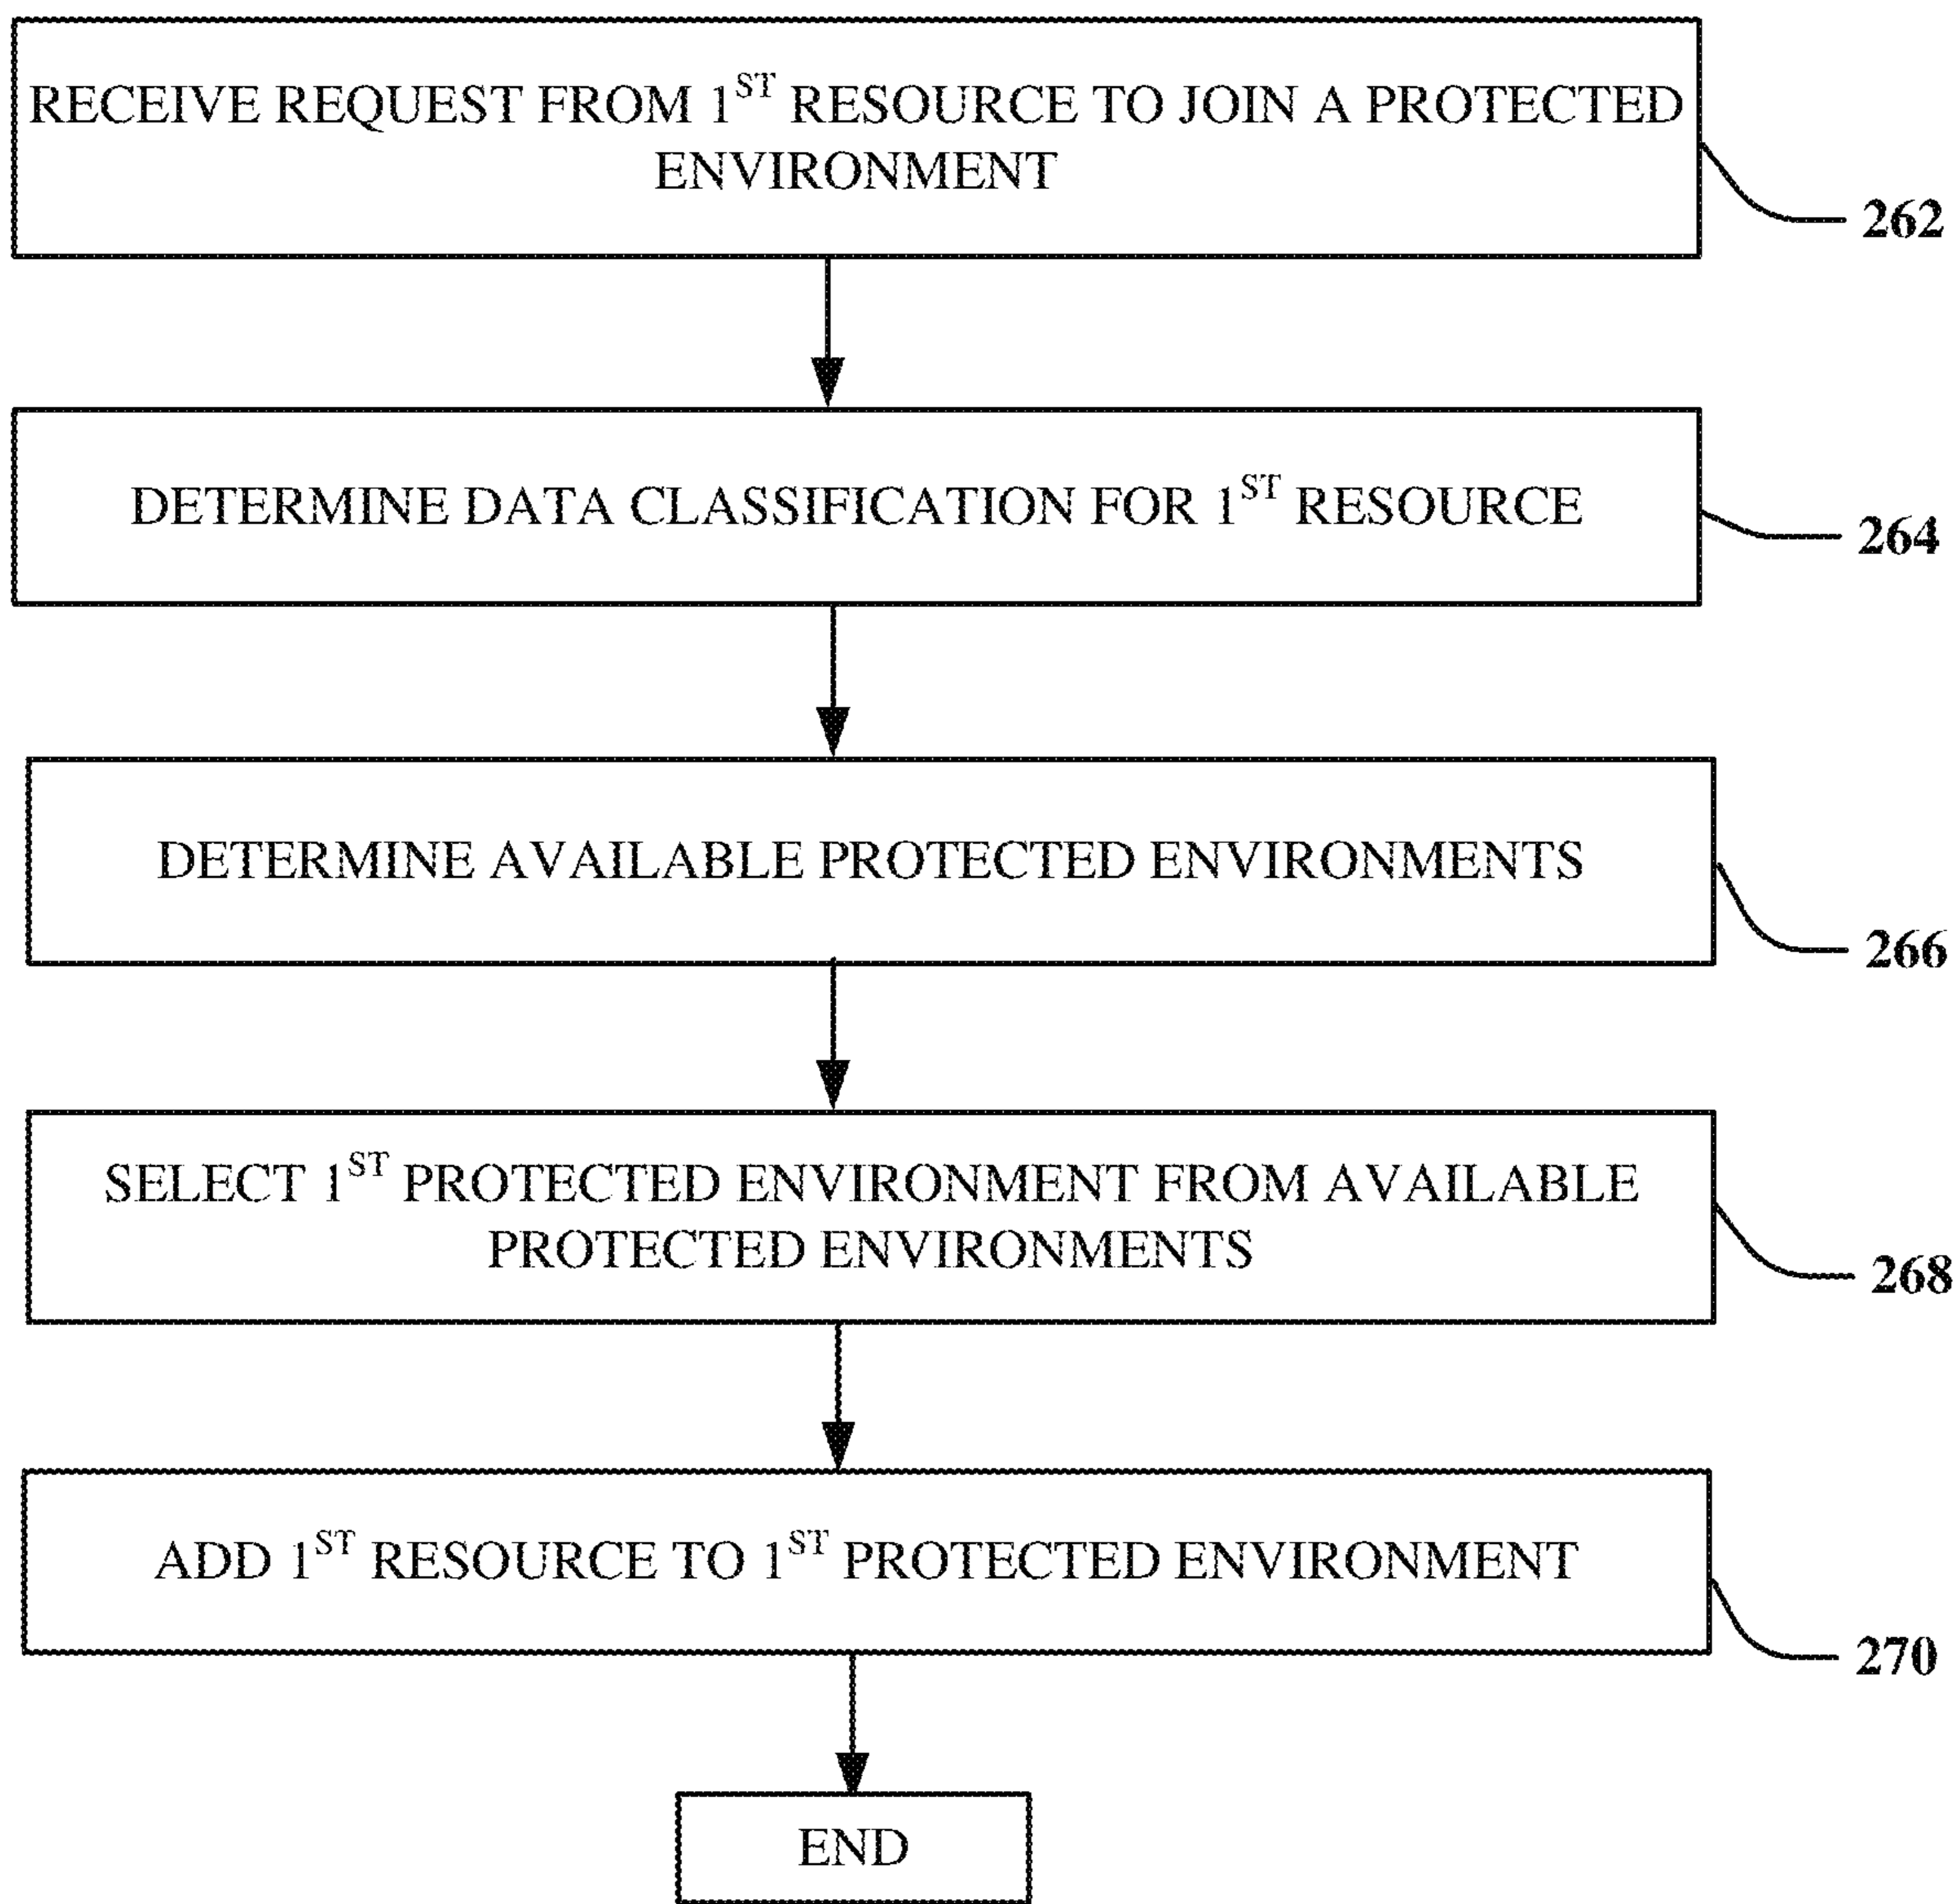 RECEIVE REQUEST FROM 1ST RESOURCE TO JOIN A PROTECTED
ENVIRONMENT
262
DETERMINE DATA CLASSIFICATION FOR 1ST RESOURCE
264
DETERMINE AVAILABLE PROTECTED ENVIRONMENTS
266
SELECT 1ST PROTECTED ENVIRONMENT FROM AVAILABLE
PROTECTED ENVIRONMENTS
268
ADD 1ST RESOURCE TO 1ST PROTECTED ENVIRONMENT
270
END